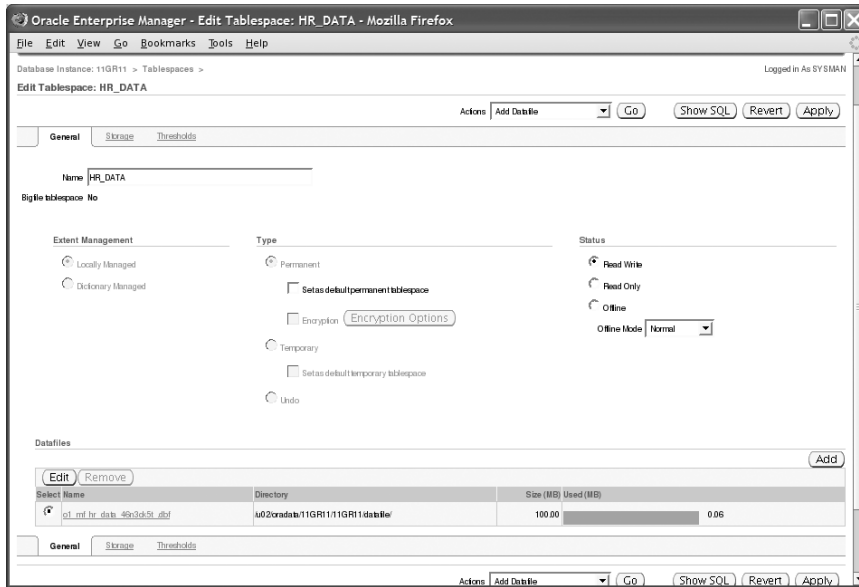 Oracle Enterprise Manager - Edit Tablespace: HR_DATA - Mozilla Firefox
File Edit View Go Bookmarks Tools Help
Database Instance: 11GR11 > Tablespaces >
Logged in As SYSMAN
Edit Tablespace: HR_DATA
Actions Add Datafile Go Show SQL Revert Apply
General Storage Thresholds
Name HR_DATA
Bigfile tablespace No
Extent Management Type Status
Locally Managed Permanent Read Write
Dictionary Managed Set as default permanent tablespace Read Only
Encryption Encryption Options Offline
Offline Mode Normal
Temporary
Set as default temporary tablespace
Undo
Datafiles
Add
Edit Remove
Select Name Directory Size (MB) Used (MB)
o1_mf_hr_data_46n3ck5t_.dbf /u02/oradata/11GR11/11GR11/datafile/ 100.00 0.06
General Storage Thresholds
Actions Add Datafile Go Show SQL Revert Apply